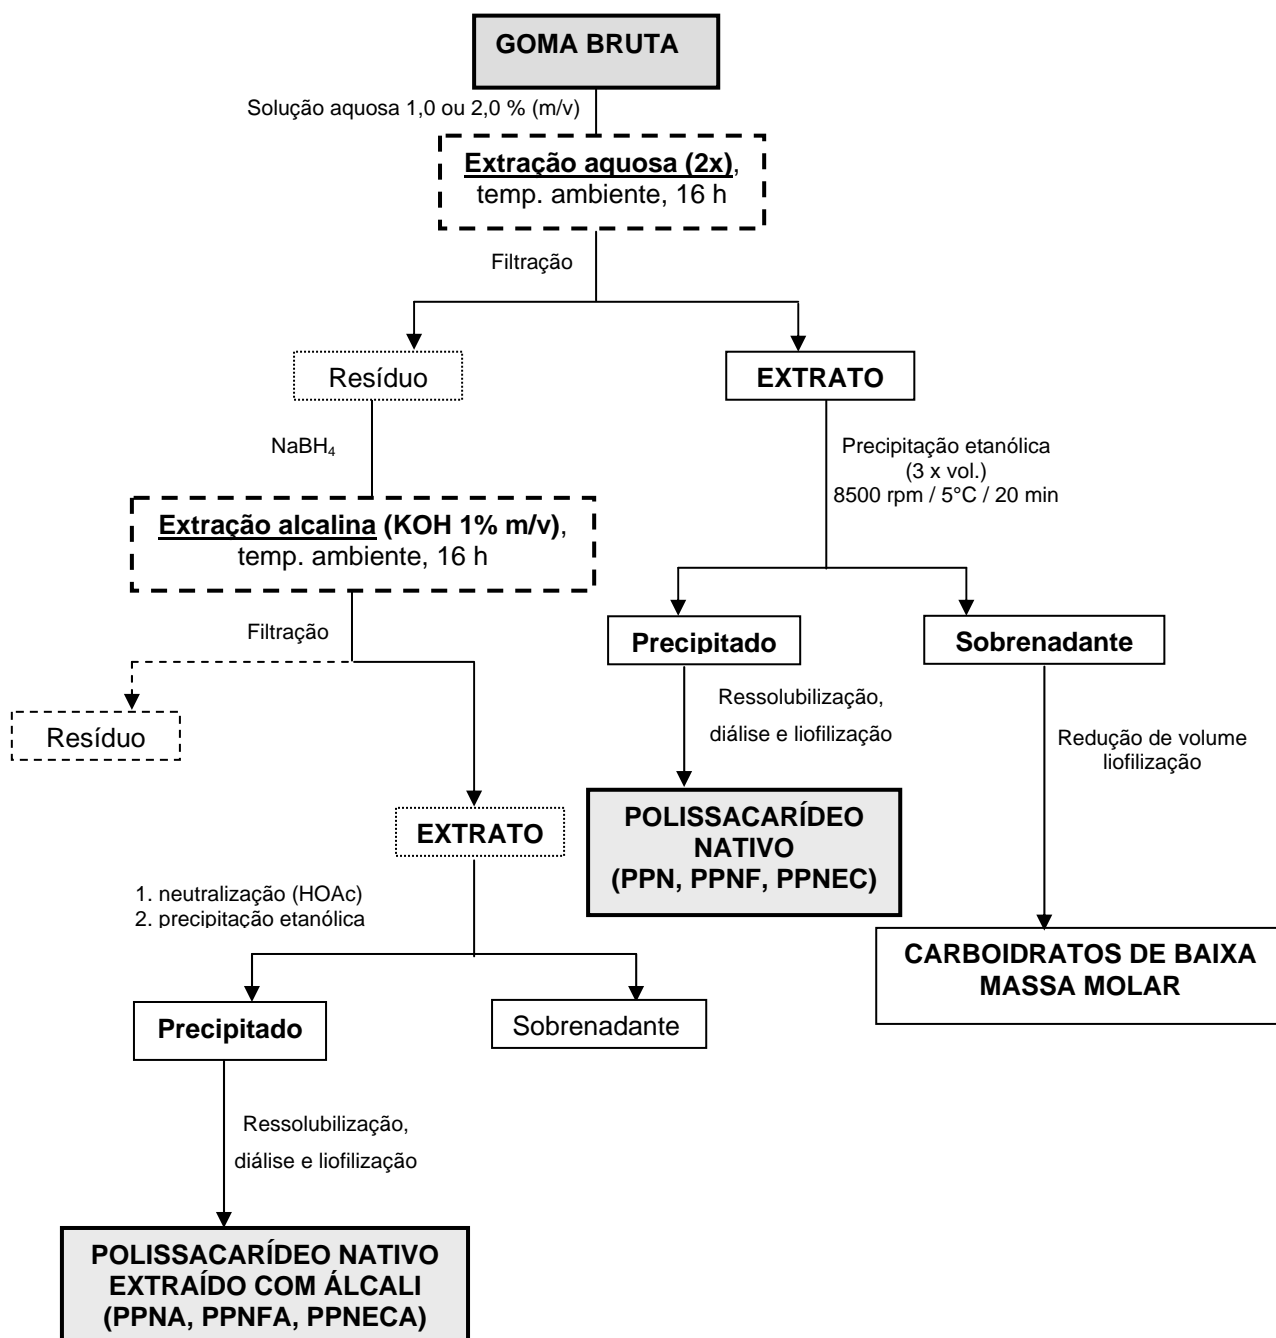 GOMA BRUTA
Solução aquosa 1,0 ou 2,0 % (m/v)
Extração aquosa (2x),
temp. ambiente, 16 h
Filtração
Resíduo
EXTRATO
NaBH₄
Precipitação etanólica
(3 x vol.)
8500 rpm / 5°C / 20 min
Extração alcalina (KOH 1% m/v),
temp. ambiente, 16 h
Filtração
Precipitado
Sobrenadante
Resíduo
Ressolubilização,
diálise e liofilização
Redução de volume
liofilização
EXTRATO
POLISSACARÍDEO
NATIVO
(PPN, PPNF, PPNEC)
1. neutralização (HOAc)
2. precipitação etanólica
CARBOIDRATOS DE BAIXA
MASSA MOLAR
Precipitado
Sobrenadante
Ressolubilização,
diálise e liofilização
POLISSACARÍDEO NATIVO
EXTRAÍDO COM ÁLCALI
(PPNA, PPNFA, PPNECA)